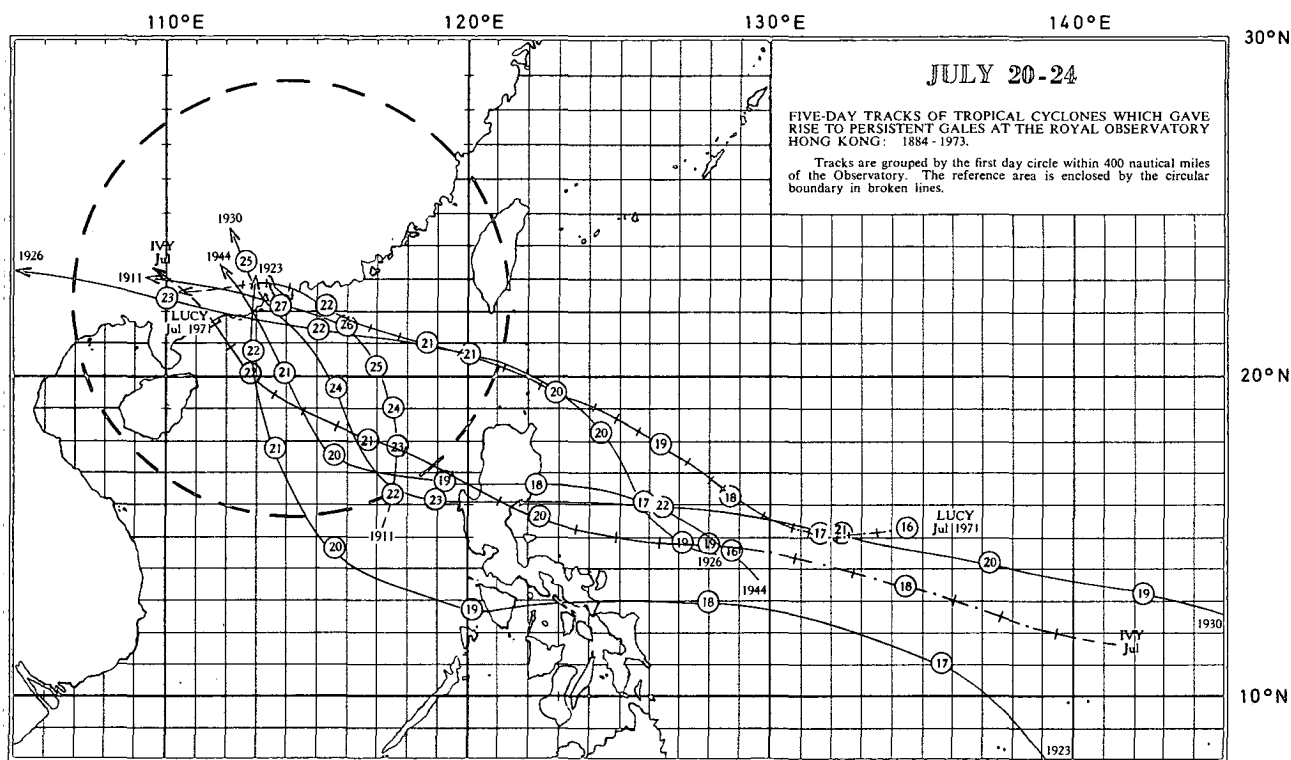 110°E 120°E 130°E 140°E
30°N
JULY 20-24
FIVE-DAY TRACKS OF TROPICAL CYCLONES WHICH GAVE
RISE TO PERSISTENT GALES AT THE ROYAL OBSERVATORY
HONG KONG: 1884 - 1973.
Tracks are grouped by the first day circle within 400 nautical miles
of the Observatory. The reference area is enclosed by the circular
boundary in broken lines.
1930
IVY
Jul
1926
1944
1923
25
1911
23
27
22
LUCY
Jul 1971
22
26
21
21
22
25
20°N
21
24
20
24
20
21
23
19
21
20
19
18
22
23
18
17
22
20
17
21
16
LUCY
Jul 1971
1911
20
19
19
16
1926
20
18
1944
19
1930
19
18
IVY
Jul
17
10°N
1923